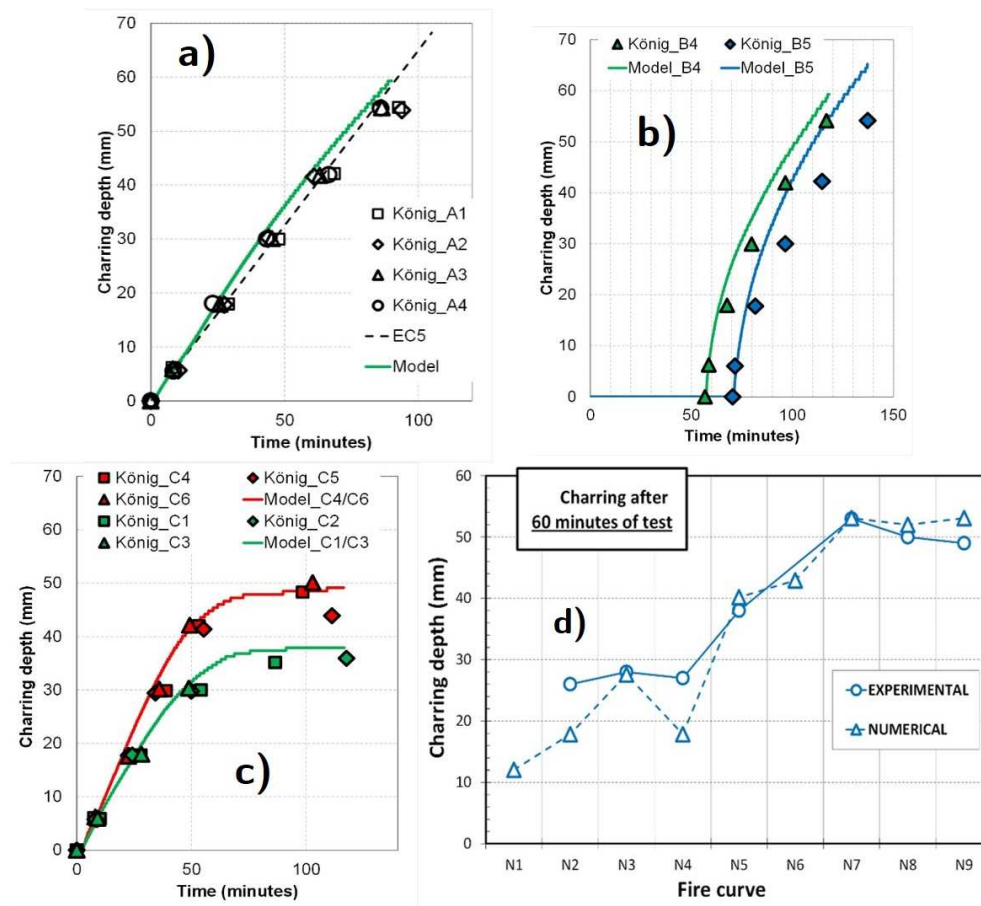 a)
70
60
50
40
30
20
10
0
Charring depth (mm)
König_A1
König_A2
König_A3
König_A4
EC5
Model
0 50 100
Time (minutes)
König_B4 König_B5
Model_B4 Model_B5
b)
70
60
50
40
30
20
10
0
Charring depth (mm)
0 50 100 150
Time (minutes)
König_C4 König_C5
König_C6 Model_C4/C6
König_C1 König_C2
König_C3 Model_C1/C3
c)
70
60
50
40
30
20
10
0
Charring depth (mm)
0 50 100
Time (minutes)
Charring after
60 minutes of test
d)
60
50
40
30
20
10
0
Charring depth (mm)
EXPERIMENTAL
NUMERICAL
N1 N2 N3 N4 N5 N6 N7 N8 N9
Fire curve